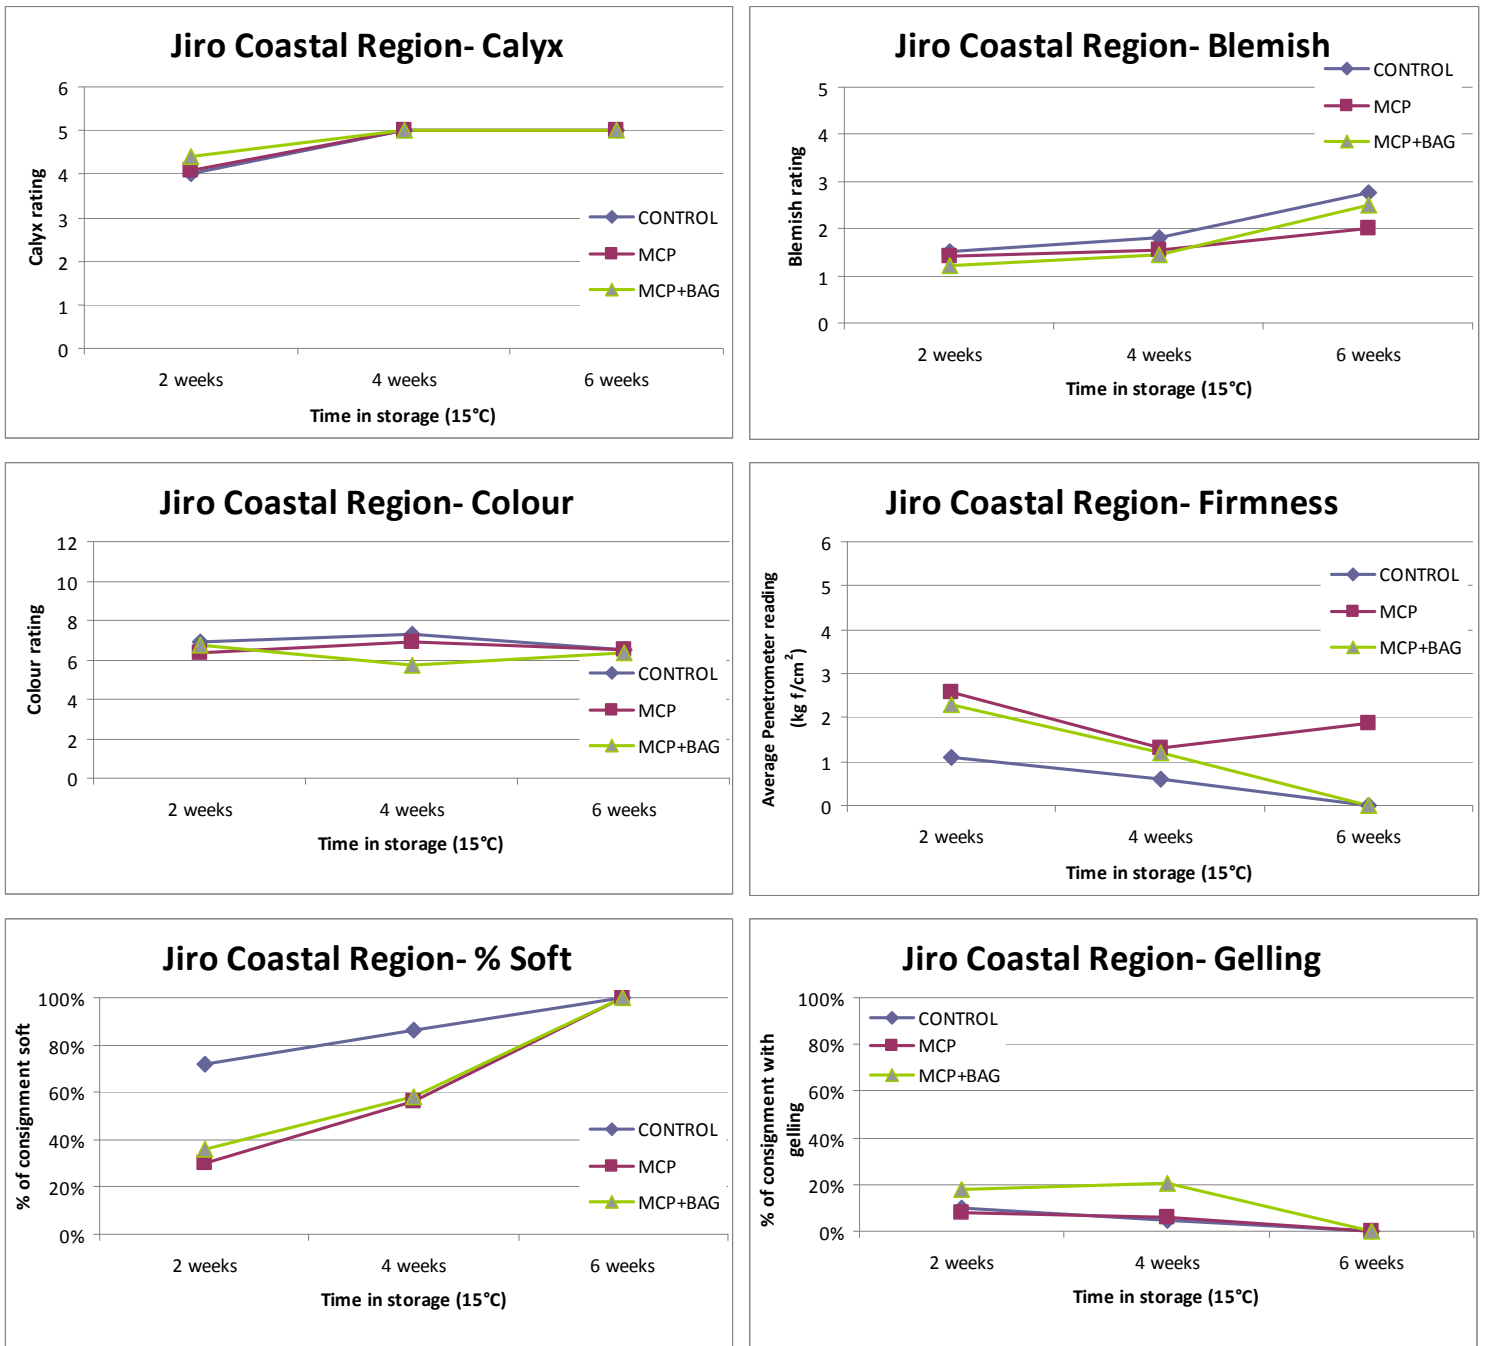 Jiro Coastal Region- Calyx
6
5
4
3
2
1
0
Calyx rating
CONTROL
MCP
MCP+BAG
2 weeks
4 weeks
6 weeks
Time in storage (15°C)
Jiro Coastal Region- Blemish
5
4
3
2
1
0
Blemish rating
CONTROL
MCP
MCP+BAG
2 weeks
4 weeks
6 weeks
Time in storage (15°C)
Jiro Coastal Region- Colour
12
10
8
6
4
2
0
Colour rating
CONTROL
MCP
MCP+BAG
2 weeks
4 weeks
6 weeks
Time in storage (15°C)
Jiro Coastal Region- Firmness
6
5
4
3
2
1
0
Average Penetrometer reading
(kg f/cm²)
CONTROL
MCP
MCP+BAG
2 weeks
4 weeks
6 weeks
Time in storage (15°C)
Jiro Coastal Region- % Soft
100%
80%
60%
40%
20%
0%
% of consignment soft
CONTROL
MCP
MCP+BAG
2 weeks
4 weeks
6 weeks
Time in storage (15°C)
Jiro Coastal Region- Gelling
100%
80%
60%
40%
20%
0%
% of consignment with
gelling
CONTROL
MCP
MCP+BAG
2 weeks
4 weeks
6 weeks
Time in storage (15°C)